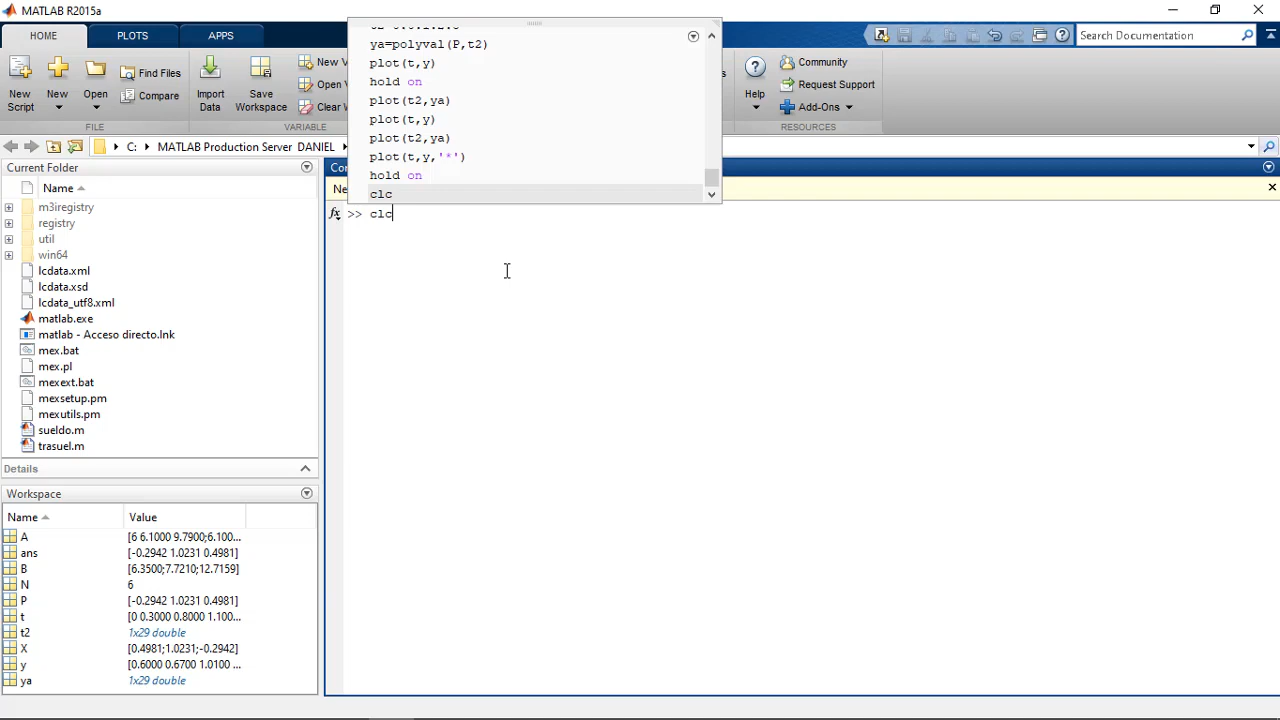 MATLAB R2015a
HOME
PLOTS
APPS
Search Documentation
New Script
New
Open
Find Files
Compare
FILE
Import Data
Save Workspace
New V
Open
Clear W
VARIABLE
Help
Community
Request Support
Add-Ons
RESOURCES
C:
MATLAB Production Server DANIEL
Current Folder
Name
m3iregistry
registry
util
win64
lcdata.xml
lcdata.xsd
lcdata_utf8.xml
matlab.exe
matlab - Acceso directo.lnk
mex.bat
mex.pl
mexext.bat
mexsetup.pm
mexutils.pm
sueldo.m
trasuel.m
Details
Workspace
Name Value
A [6 6.1000 9.7900;6.100...
ans [-0.2942 1.0231 0.4981]
B [6.3500;7.7210;12.7159]
N 6
P [-0.2942 1.0231 0.4981]
t [0 0.3000 0.8000 1.100...
t2 1x29 double
X [0.4981;1.0231;-0.2942]
y [0.6000 0.6700 1.0100 ...
ya 1x29 double
Co
Ne
ya=polyval(P,t2)
plot(t,y)
hold on
plot(t2,ya)
plot(t,y)
plot(t2,ya)
plot(t,y,'*')
hold on
clc
fx >> clc